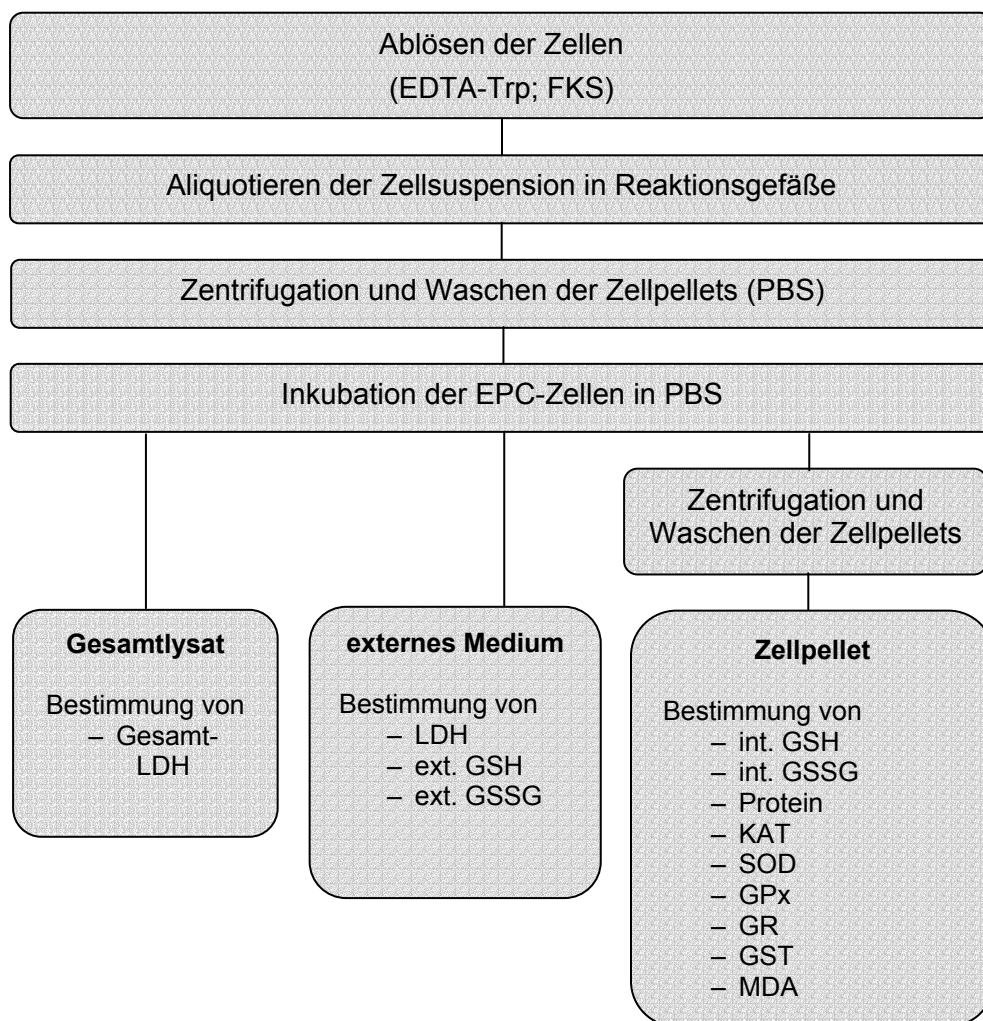 Ablösen der Zellen
(EDTA-Trp; FKS)
Aliquotieren der Zellsuspension in Reaktionsgefäße
Zentrifugation und Waschen der Zellpellets (PBS)
Inkubation der EPC-Zellen in PBS
Zentrifugation und
Waschen der Zellpellets
Gesamtlysat
Bestimmung von
– Gesamt-
LDH
externes Medium
Bestimmung von
– LDH
– ext. GSH
– ext. GSSG
Zellpellet
Bestimmung von
– int. GSH
– int. GSSG
– Protein
– KAT
– SOD
– GPx
– GR
– GST
– MDA